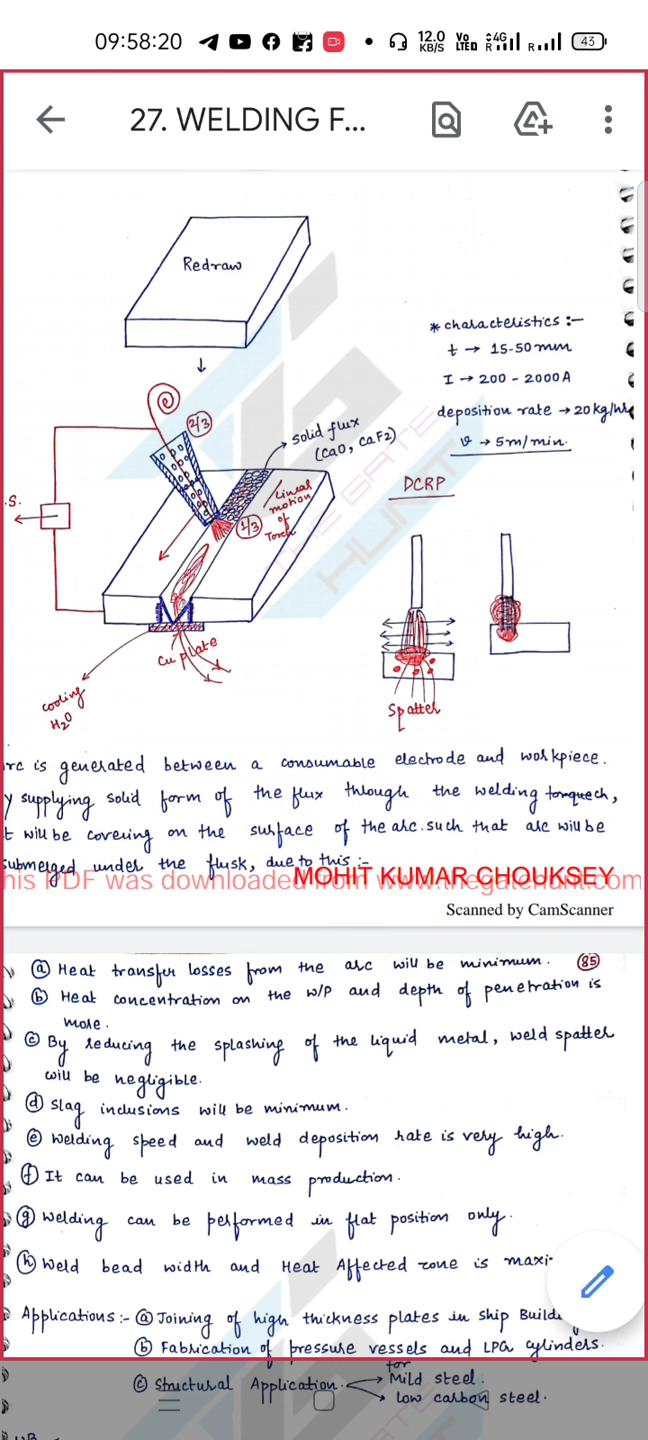 09:58:20
12.0 KB/S
Vo LTED
4G
R
R
43
27. WELDING F...
Redraw
* characteristics :-
t → 15-50 mm
I → 200 - 2000 A
deposition rate → 20 kg/hr
v → 5 m/min.
2/3
solid flux
(CaO, CaF2)
.S.
Linear motion of Torch
1/3
DCRP
Cu plate
cooling H2O
Spatter
arc is generated between a consumable electrode and workpiece.
y supplying solid form of the flux through the welding torquech,
t will be covering on the surface of the arc. such that arc will be
submerged under the flusk, due to this :-
MOHIT KUMAR CHOUKSEY
his PDF was downloaded from www.thegatehunt.com
Scanned by CamScanner
(85)
(a) Heat transfer losses from the arc will be minimum.
(b) Heat concentration on the w/p and depth of penetration is
more.
(c) By reducing the splashing of the liquid metal, weld spatter
will be negligible.
(d) Slag inclusions will be minimum.
(e) Welding speed and weld deposition rate is very high.
(f) It can be used in mass production.
(g) Welding can be performed in flat position only.
(h) Weld bead width and Heat Affected zone is maxi
Applications :- (a) Joining of high thickness plates in ship Build
(b) Fabrication of pressure vessels and LPG cylinders.
(c) Structural Application for → Mild steel.
→ low carbon steel.
THE GATE HUNT